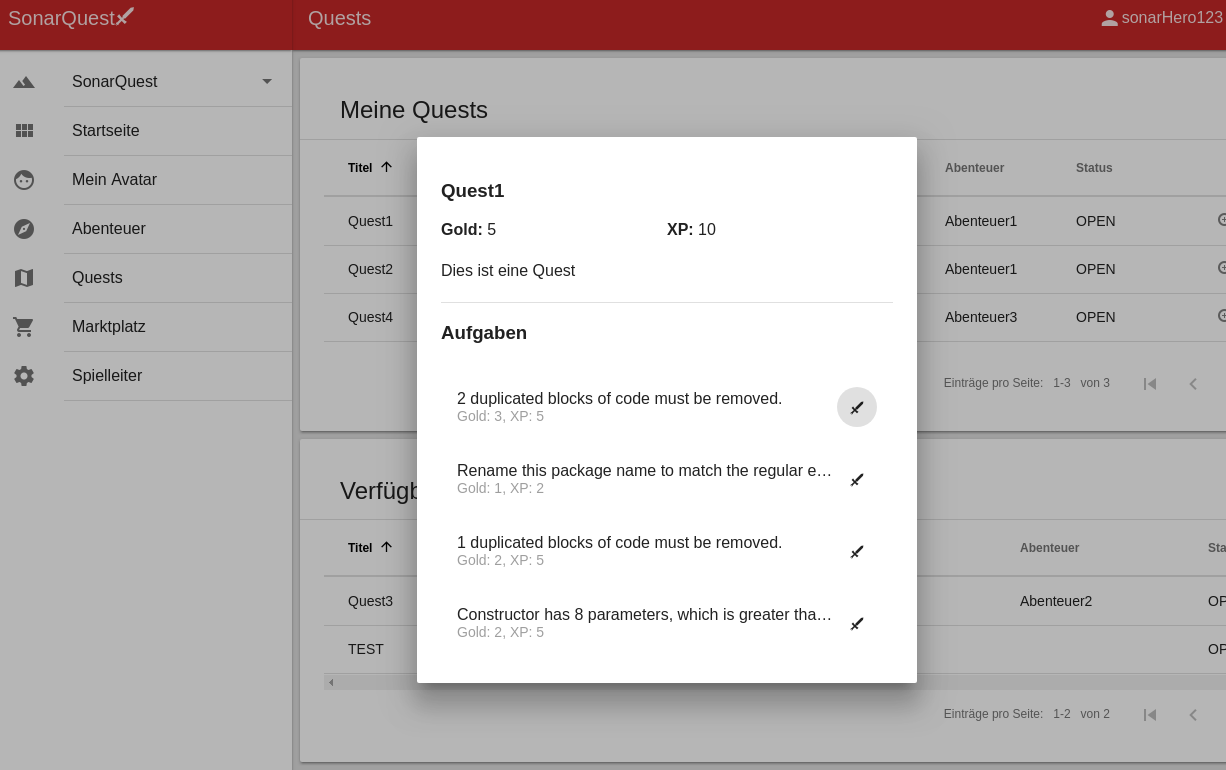 SonarQuest
Quests
sonarHero123
SonarQuest
Startseite
Mein Avatar
Abenteuer
Quests
Marktplatz
Spielleiter
Meine Quests
Titel
Abenteuer
Status
Quest1
Abenteuer1
OPEN
Quest2
Abenteuer1
OPEN
Quest4
Abenteuer3
OPEN
Einträge pro Seite: 1-3 von 3
Quest1
Gold: 5
XP: 10
Dies ist eine Quest
Aufgaben
2 duplicated blocks of code must be removed.
Gold: 3, XP: 5
Rename this package name to match the regular e…
Gold: 1, XP: 2
1 duplicated blocks of code must be removed.
Gold: 2, XP: 5
Constructor has 8 parameters, which is greater tha…
Gold: 2, XP: 5
Verfügb
Titel
Abenteuer
Sta
Quest3
Abenteuer2
OP
TEST
OP
Einträge pro Seite: 1-2 von 2